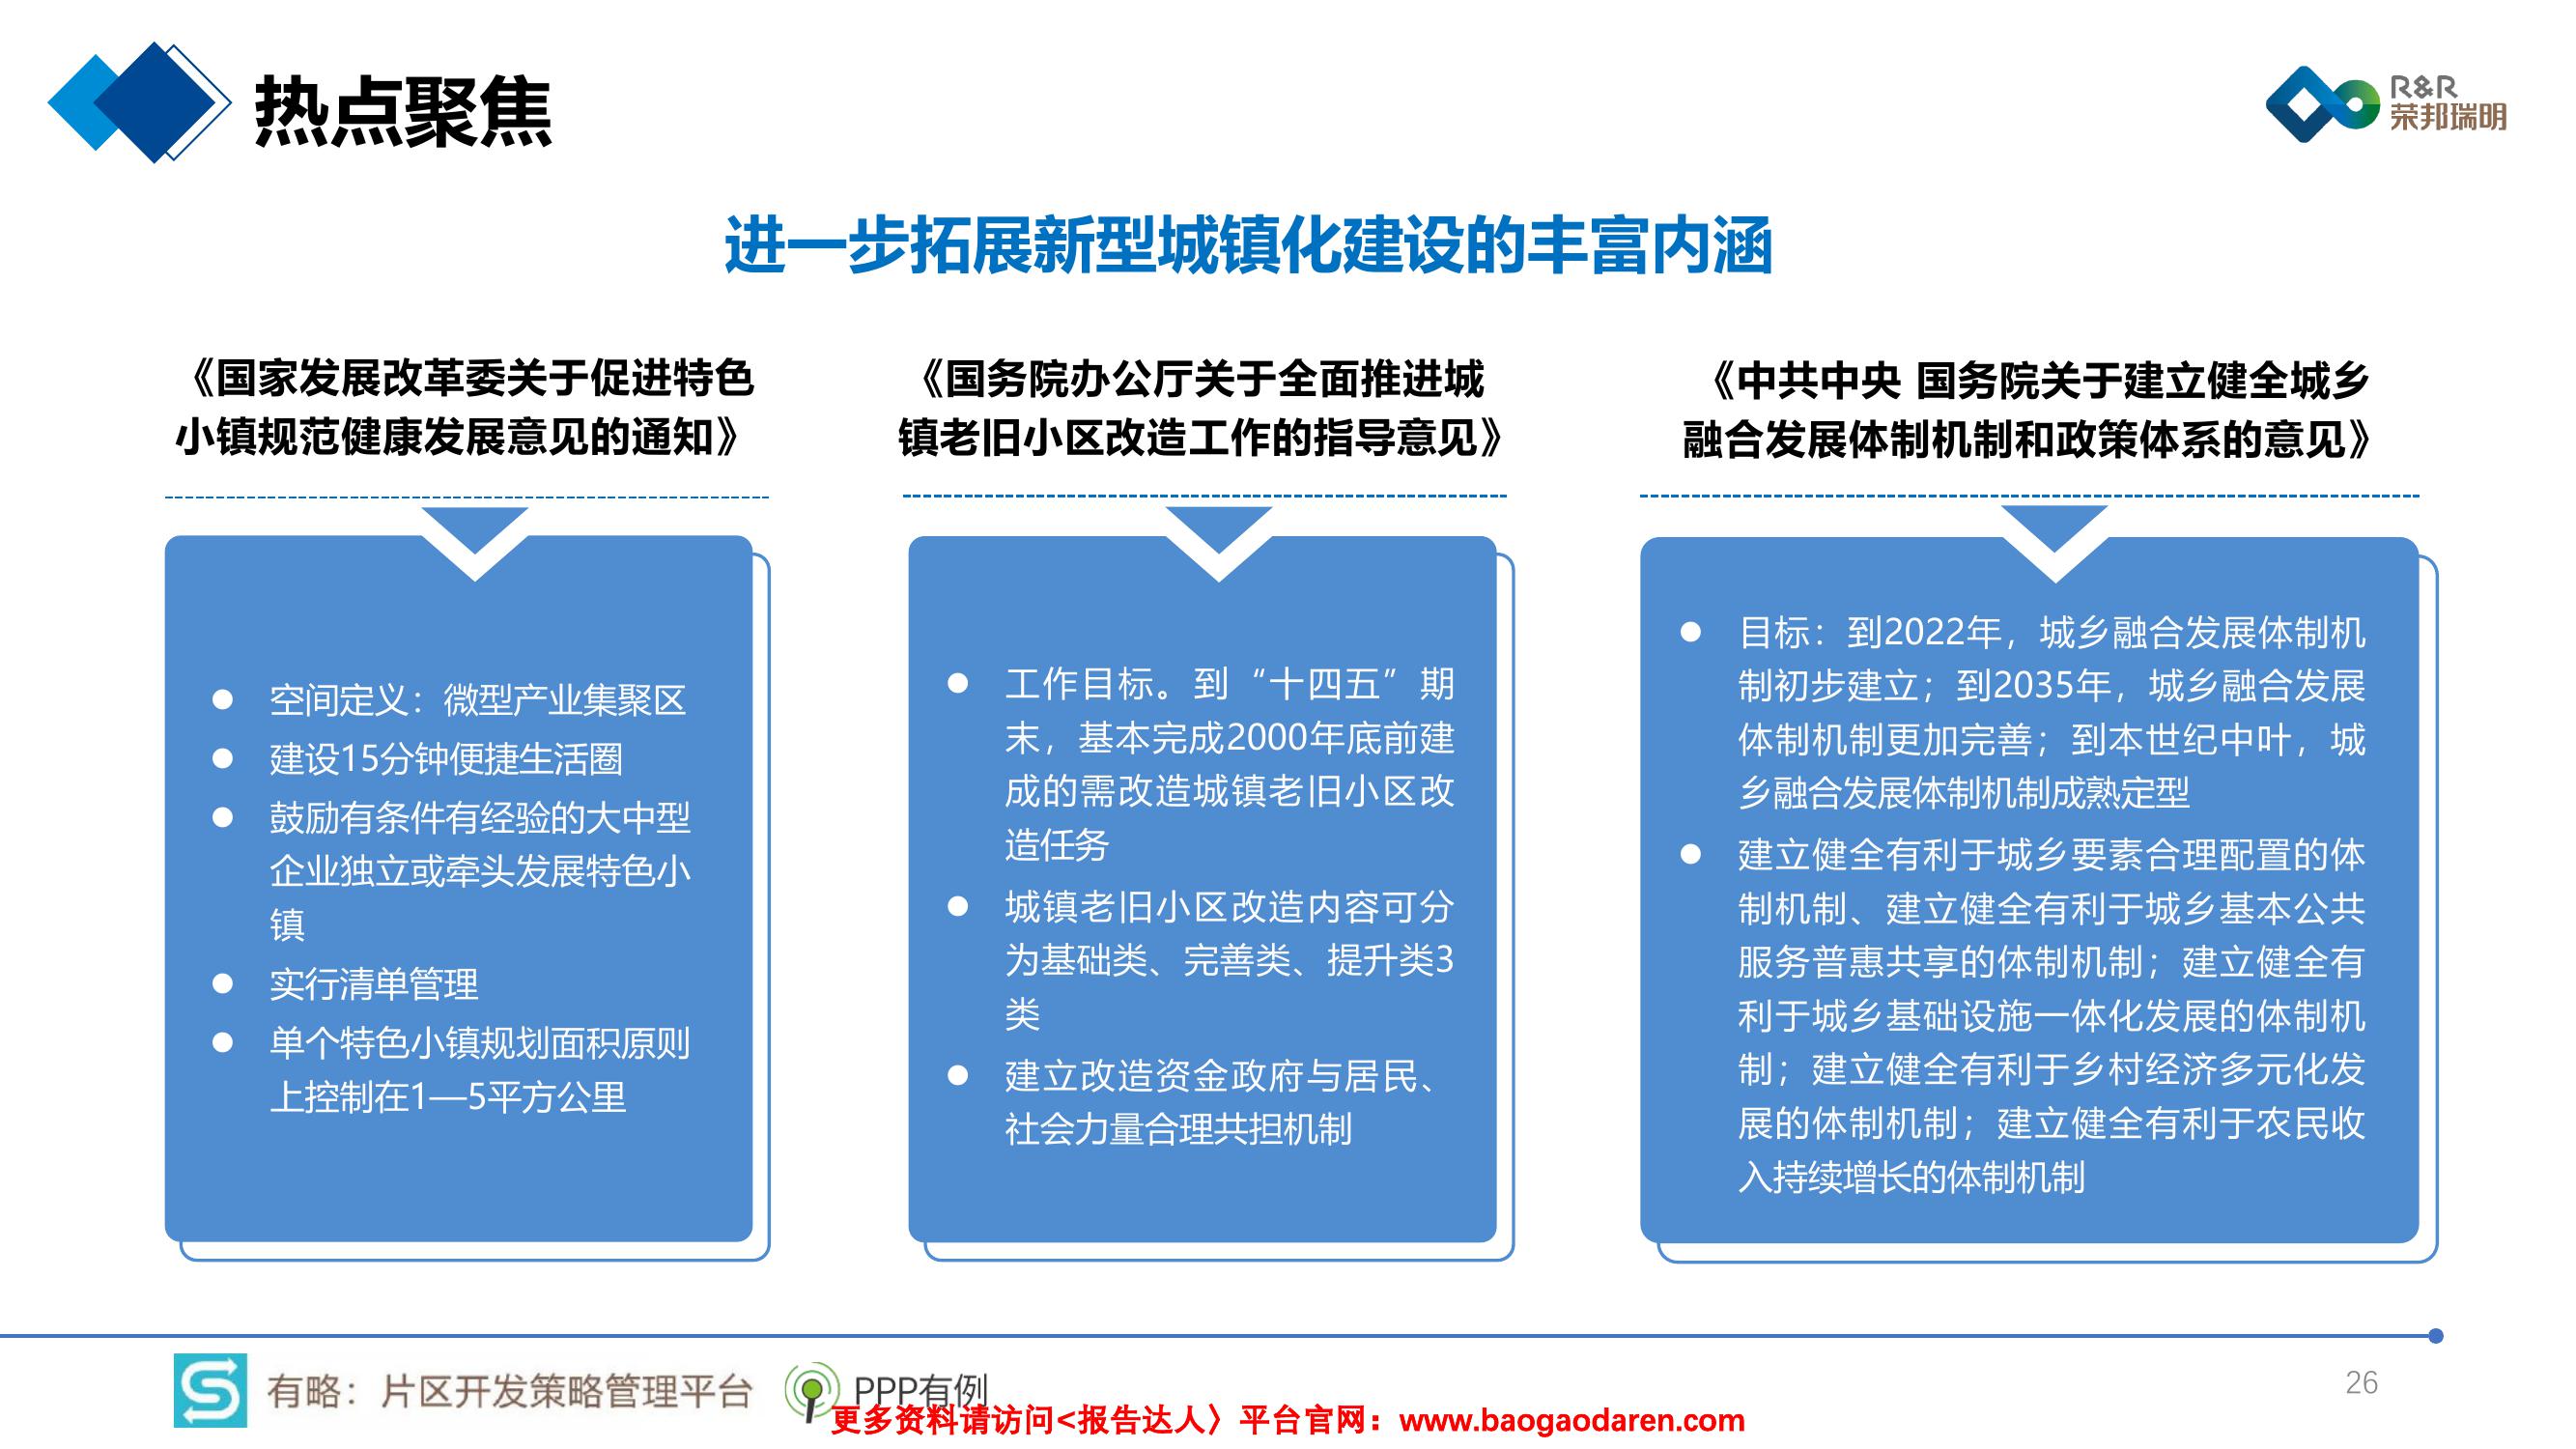 热点聚焦
R&R
荣邦瑞明
进一步拓展新型城镇化建设的丰富内涵
《国家发展改革委关于促进特色
小镇规范健康发展意见的通知》
空间定义：微型产业集聚区
建设15分钟便捷生活圈
鼓励有条件有经验的大中型
企业独立或牵头发展特色小
镇
实行清单管理
单个特色小镇规划面积原则
上控制在1—5平方公里
《国务院办公厅关于全面推进城
镇老旧小区改造工作的指导意见》
工作目标。到“十四五”期
末，基本完成2000年底前建
成的需改造城镇老旧小区改
造任务
城镇老旧小区改造内容可分
为基础类、完善类、提升类3
类
建立改造资金政府与居民、
社会力量合理共担机制
《中共中央 国务院关于建立健全城乡
融合发展体制机制和政策体系的意见》
目标：到2022年，城乡融合发展体制机
制初步建立；到2035年，城乡融合发展
体制机制更加完善；到本世纪中叶，城
乡融合发展体制机制成熟定型
建立健全有利于城乡要素合理配置的体
制机制、建立健全有利于城乡基本公共
服务普惠共享的体制机制；建立健全有
利于城乡基础设施一体化发展的体制机
制；建立健全有利于乡村经济多元化发
展的体制机制；建立健全有利于农民收
入持续增长的体制机制
有略：片区开发策略管理平台
PPP有例
26
更多资料请访问<报告达人〉平台官网：www.baogaodaren.com